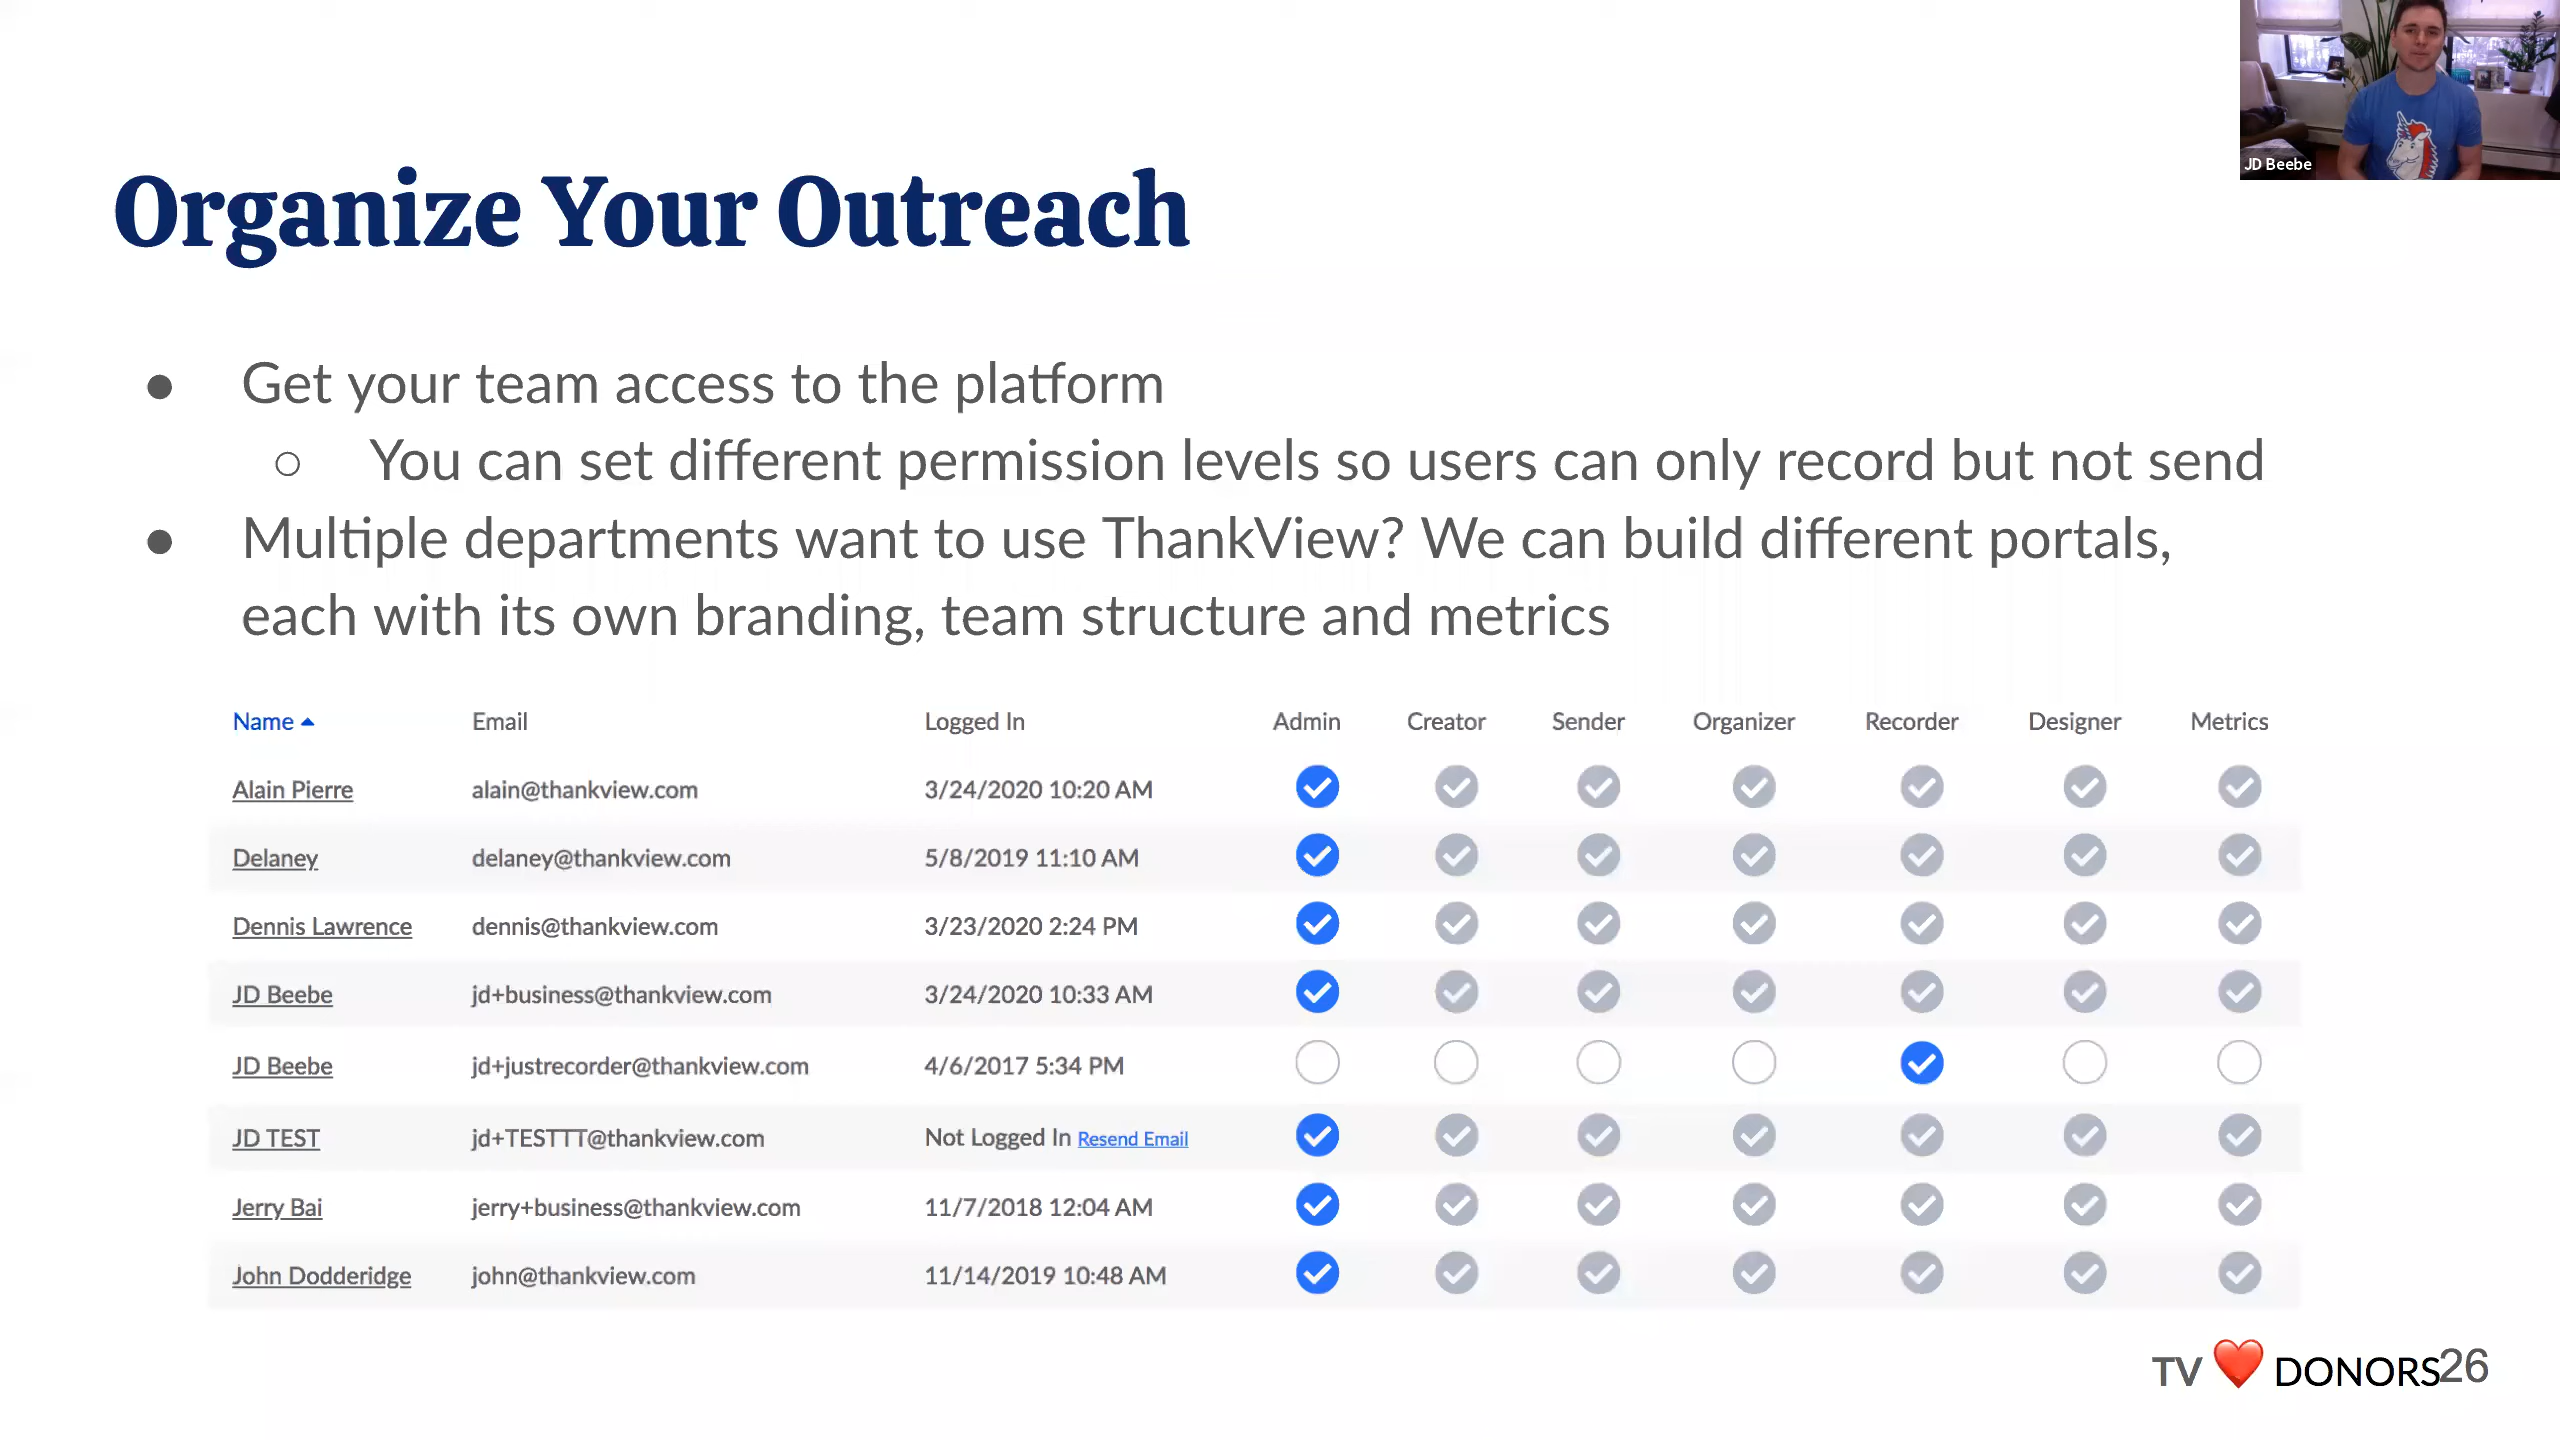 JD Beebe
Organize Your Outreach
● Get your team access to the platform
○ You can set different permission levels so users can only record but not send
● Multiple departments want to use ThankView? We can build different portals,
each with its own branding, team structure and metrics
Name Email Logged In Admin Creator Sender Organizer Recorder Designer Metrics
Alain Pierre alain@thankview.com 3/24/2020 10:20 AM
Delaney delaney@thankview.com 5/8/2019 11:10 AM
Dennis Lawrence dennis@thankview.com 3/23/2020 2:24 PM
JD Beebe jd+business@thankview.com 3/24/2020 10:33 AM
JD Beebe jd+justrecorder@thankview.com 4/6/2017 5:34 PM
JD TEST jd+TESTTT@thankview.com Not Logged In Resend Email
Jerry Bai jerry+business@thankview.com 11/7/2018 12:04 AM
John Dodderidge john@thankview.com 11/14/2019 10:48 AM
TV ❤️ DONORS26